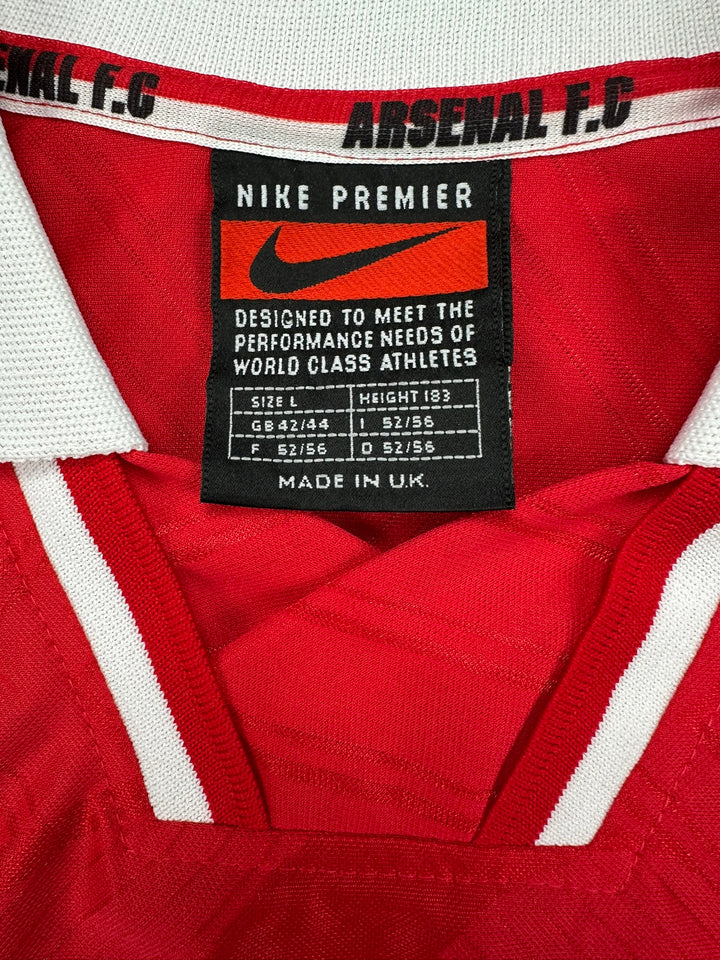 ENAL F.C
ARSENAL F.C
NIKE PREMIER
DESIGNED TO MEET THE
PERFORMANCE NEEDS OF
WORLD CLASS ATHLETES
SIZE L HEIGHT 183
GB 42/44 I 52/56
F 52/56 D 52/56
MADE IN U.K.